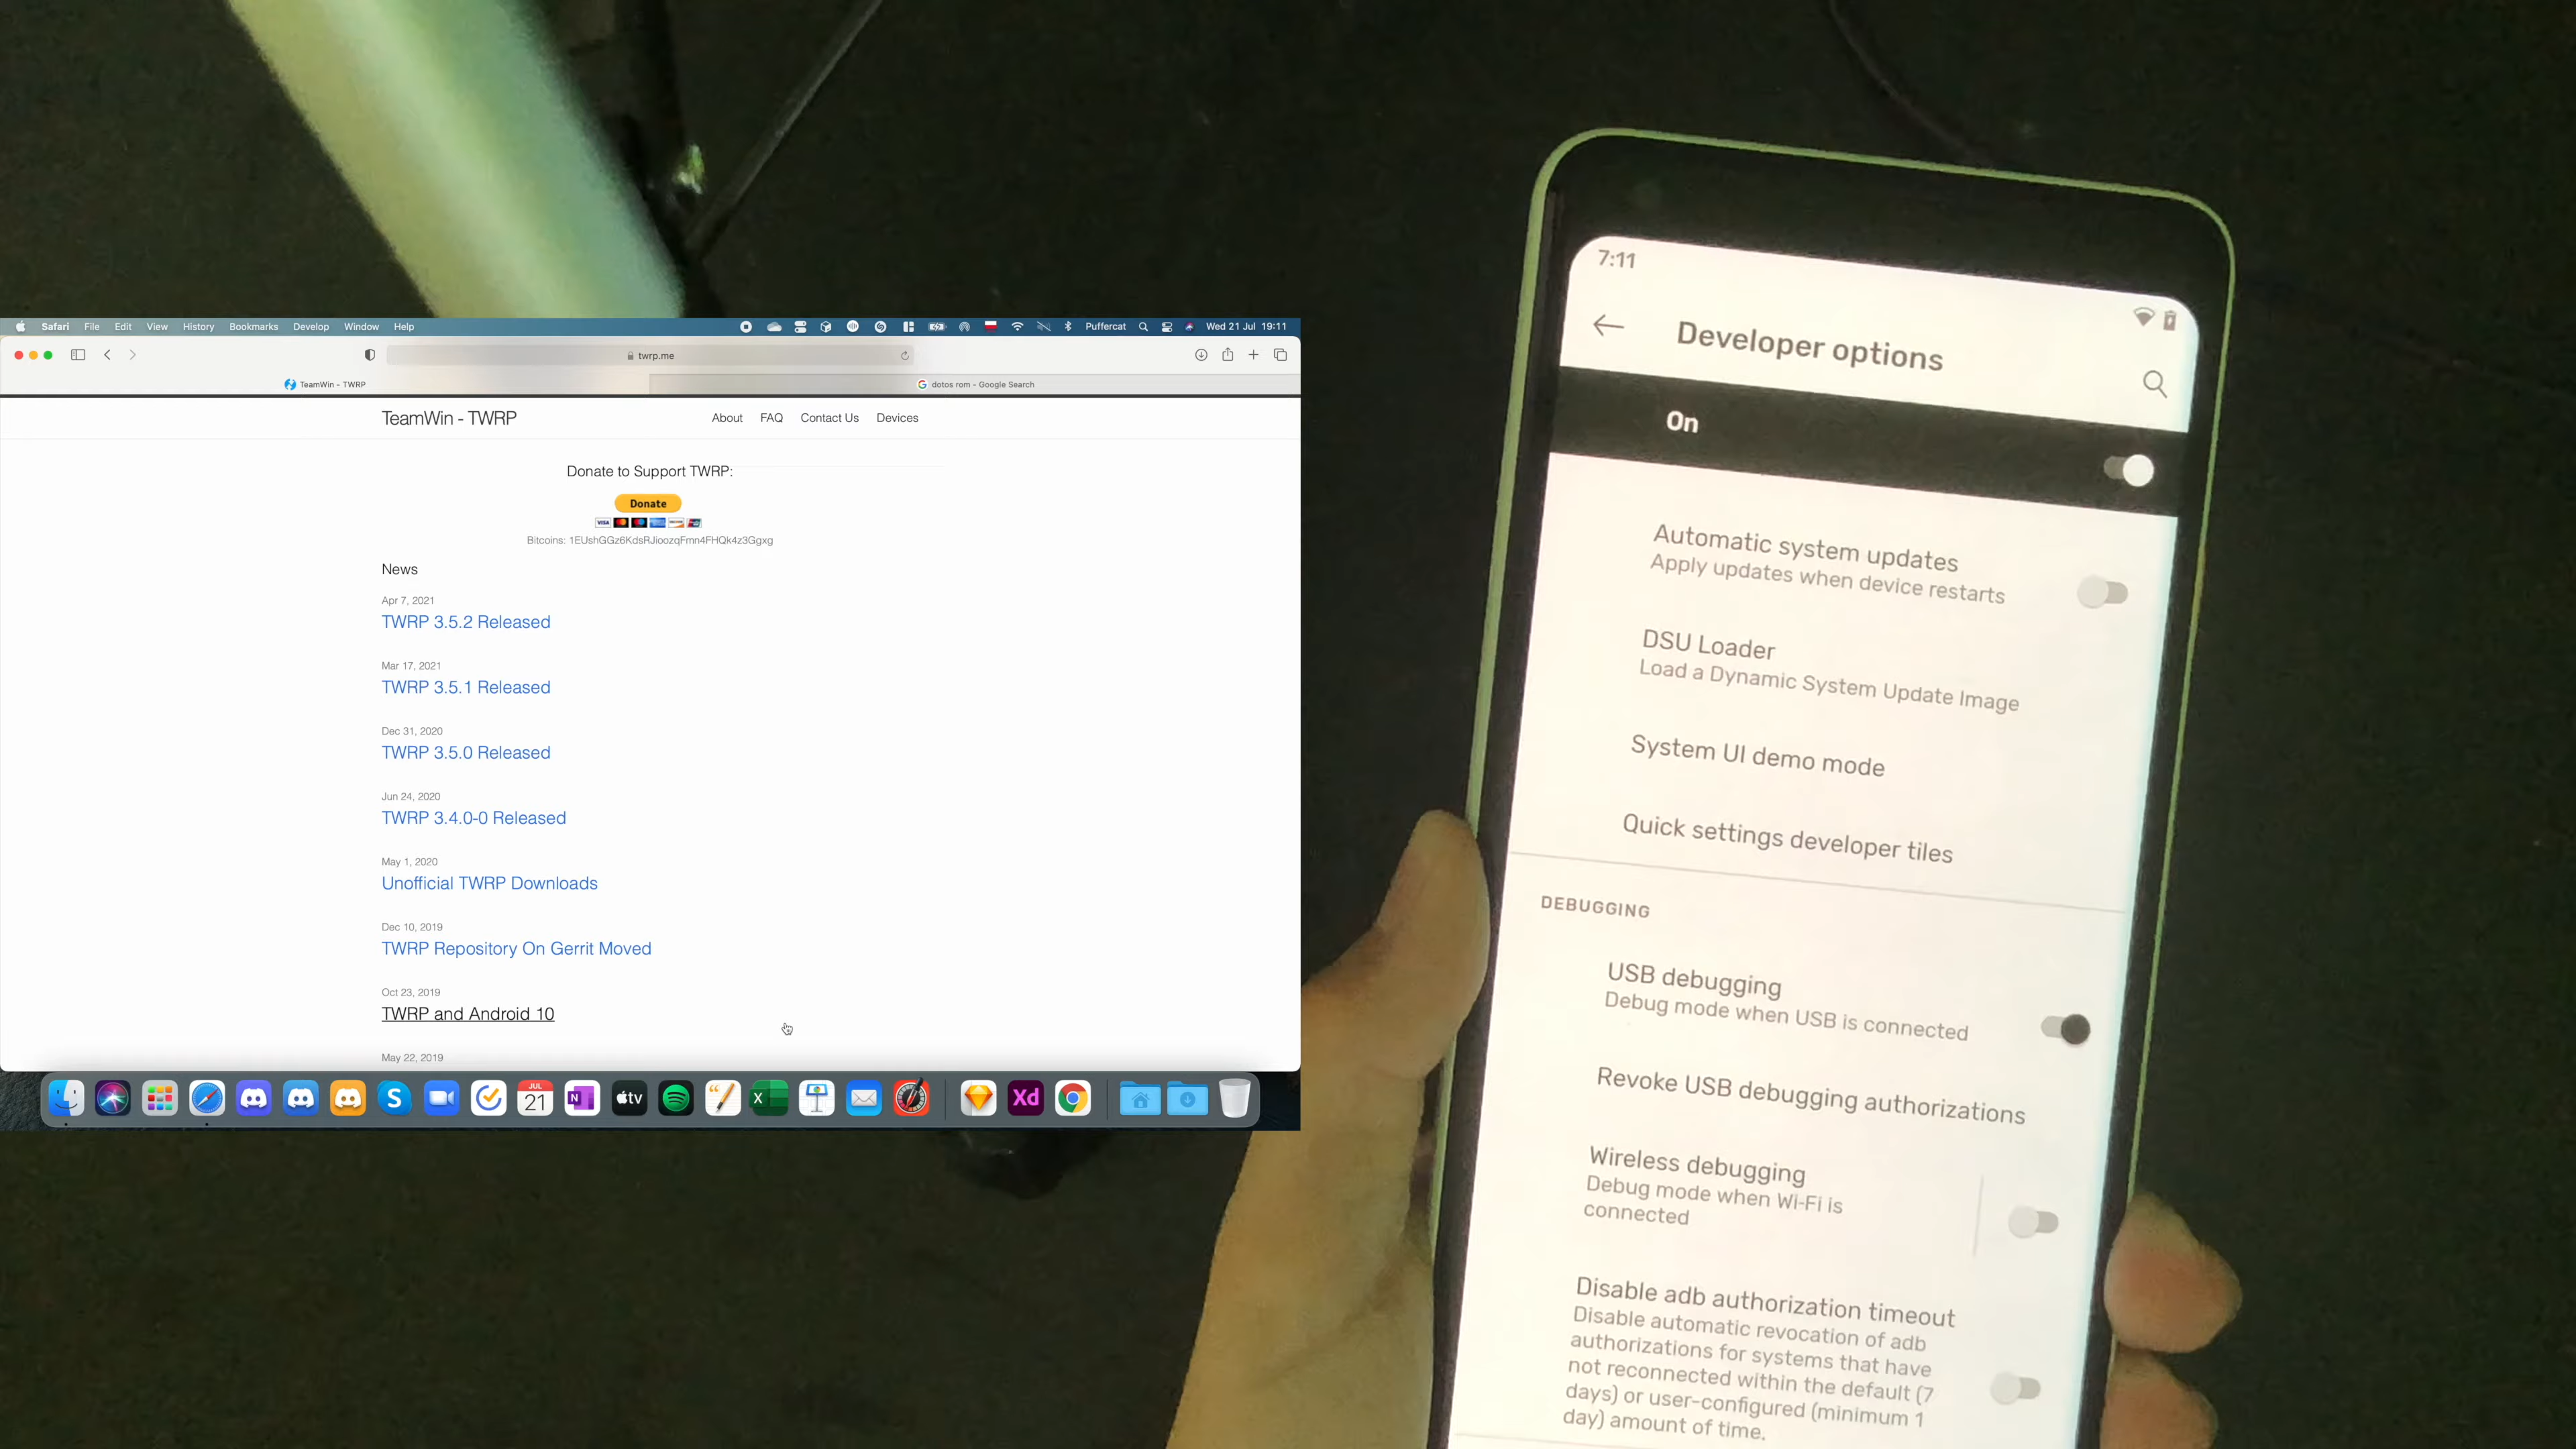 Safari File Edit View History Bookmarks Develop Window Help
Puffercat
Wed 21 Jul 19:11
twrp.me
TeamWin - TWRP
dotos rom - Google Search
TeamWin - TWRP
About FAQ Contact Us Devices
Donate to Support TWRP:
Donate
VISA
Bitcoins: 1EUshGGz6KdsRJioozqFmn4FHQk4z3Ggxg
News
Apr 7, 2021
TWRP 3.5.2 Released
Mar 17, 2021
TWRP 3.5.1 Released
Dec 31, 2020
TWRP 3.5.0 Released
Jun 24, 2020
TWRP 3.4.0-0 Released
May 1, 2020
Unofficial TWRP Downloads
Dec 10, 2019
TWRP Repository On Gerrit Moved
Oct 23, 2019
TWRP and Android 10
May 22, 2019
JUL
21
N
tv
X
S
Xd
7:11
Developer options
On
Automatic system updates
Apply updates when device restarts
DSU Loader
Load a Dynamic System Update Image
System UI demo mode
Quick settings developer tiles
DEBUGGING
USB debugging
Debug mode when USB is connected
Revoke USB debugging authorizations
Wireless debugging
Debug mode when Wi-Fi is
connected
Disable adb authorization timeout
Disable automatic revocation of adb
authorizations for systems that have
not reconnected within the default (7
days) or user-configured (minimum 1
day) amount of time.